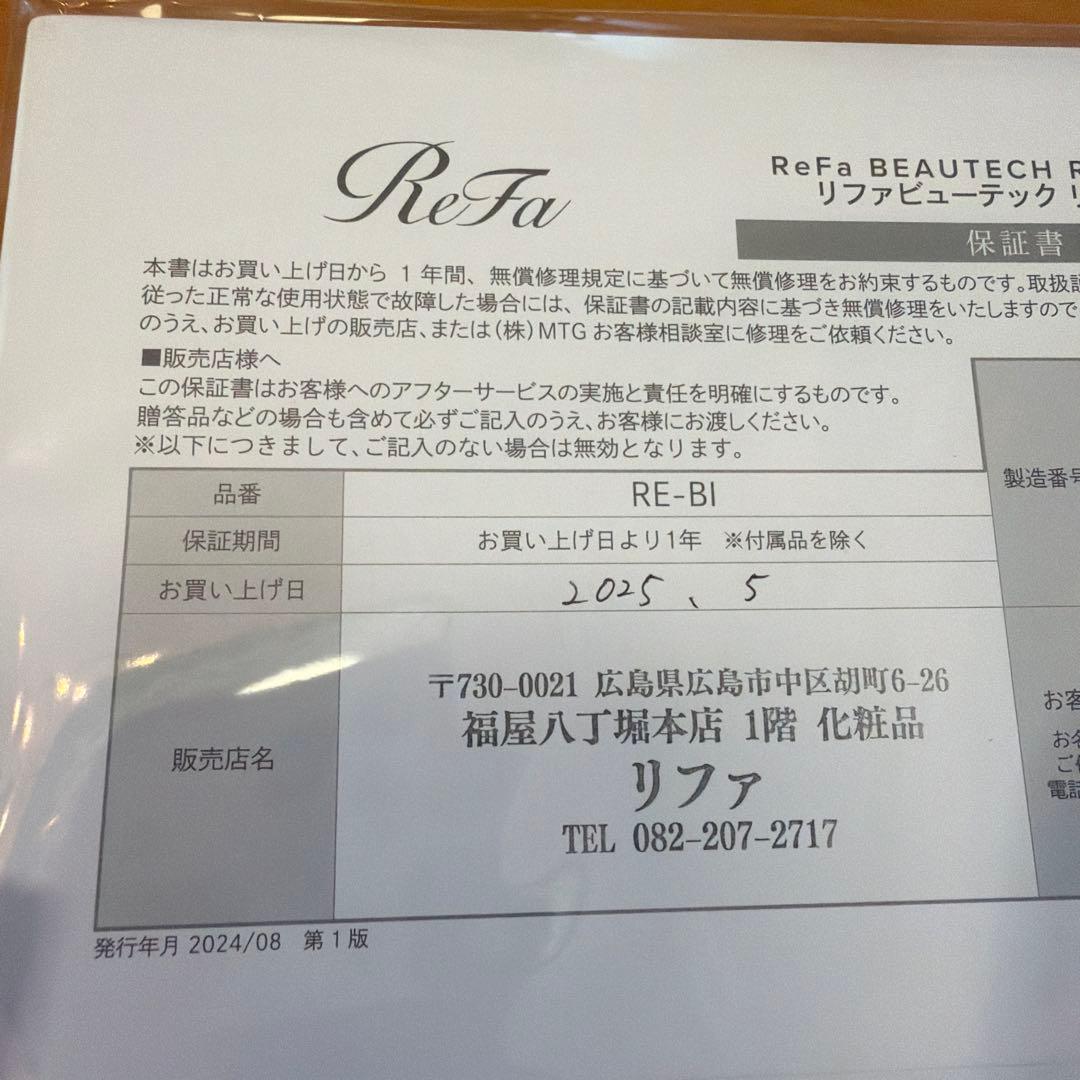 ReFa
ReFa BEAUTECH R
リファビューテック リ
保証書
本書はお買い上げ日から 1 年間、無償修理規定に基づいて無償修理をお約束するものです。取扱
従った正常な使用状態で故障した場合には、保証書の記載内容に基づき無償修理をいたしますので
のうえ、お買い上げの販売店、または(株)MTG お客様相談室に修理をご依頼ください。
■販売店様へ
この保証書はお客様へのアフターサービスの実施と責任を明確にするものです。
贈答品などの場合も含めて必ずご記入のうえ、お客様にお渡しください。
※以下につきまして、ご記入のない場合は無効となります。
品番 RE-BI
保証期間 お買い上げ日より1年 ※付属品を除く
お買い上げ日 2025、5
販売店名
〒730-0021 広島県広島市中区胡町6-26
福屋八丁堀本店 1階 化粧品
リファ
TEL 082-207-2717
製造番号
お客
お名
ご住
電話
発行年月 2024/08 第1版